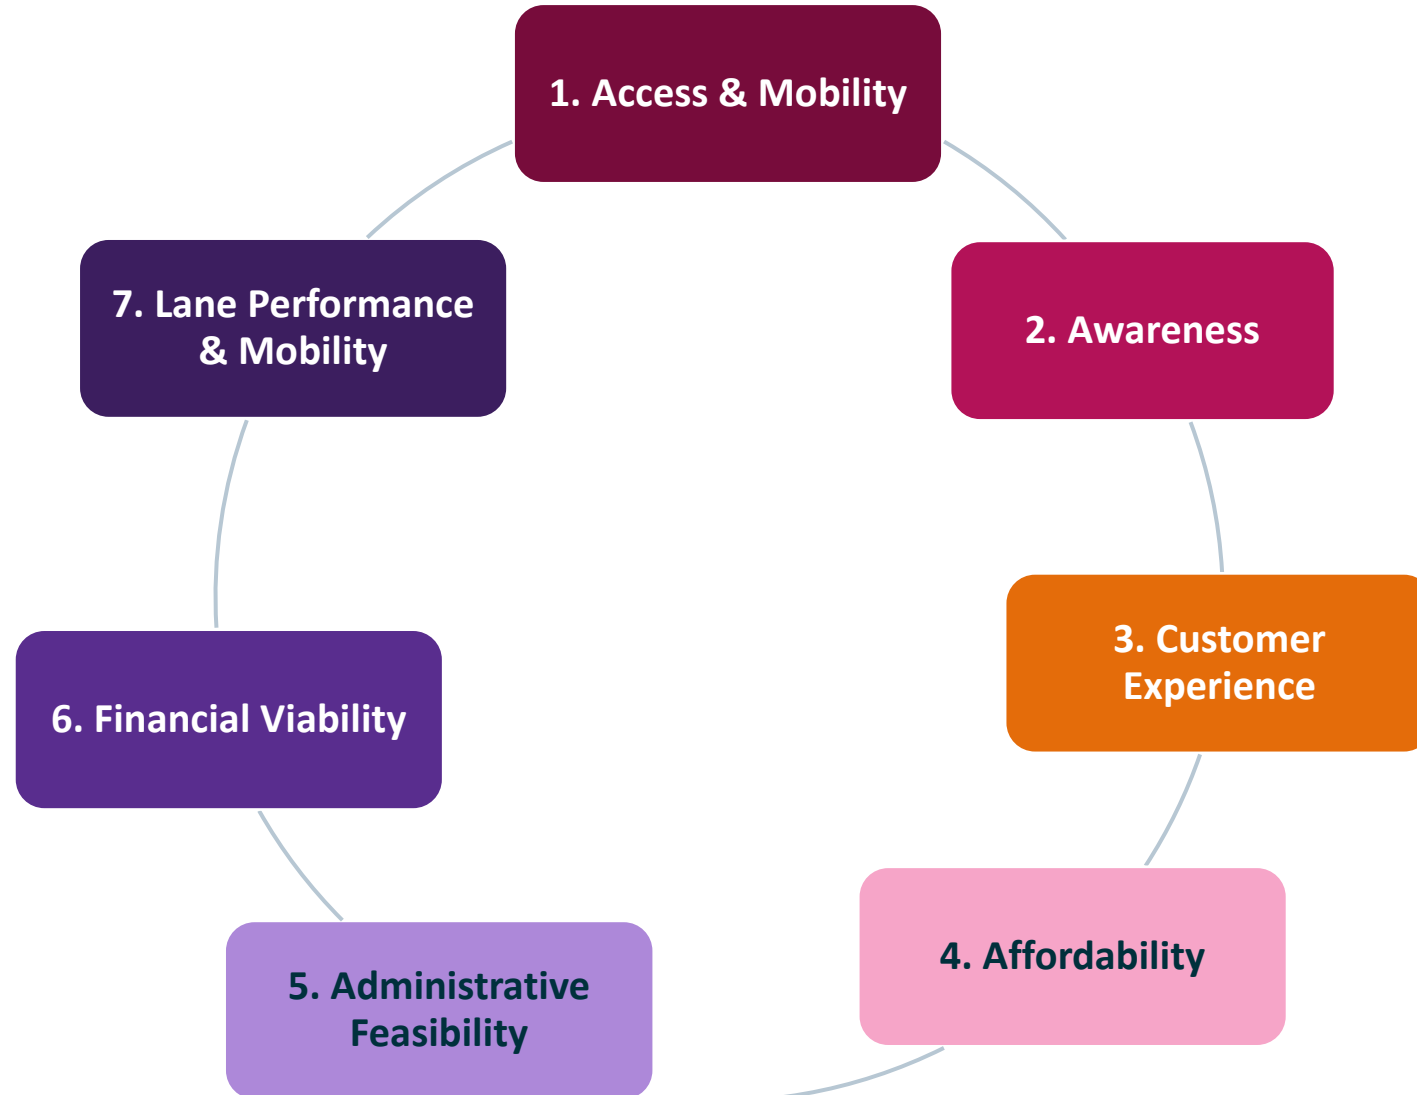 1. Access & Mobility
2. Awareness
3. Customer
Experience
4. Affordability
5. Administrative
Feasibility
6. Financial Viability
7. Lane Performance
& Mobility